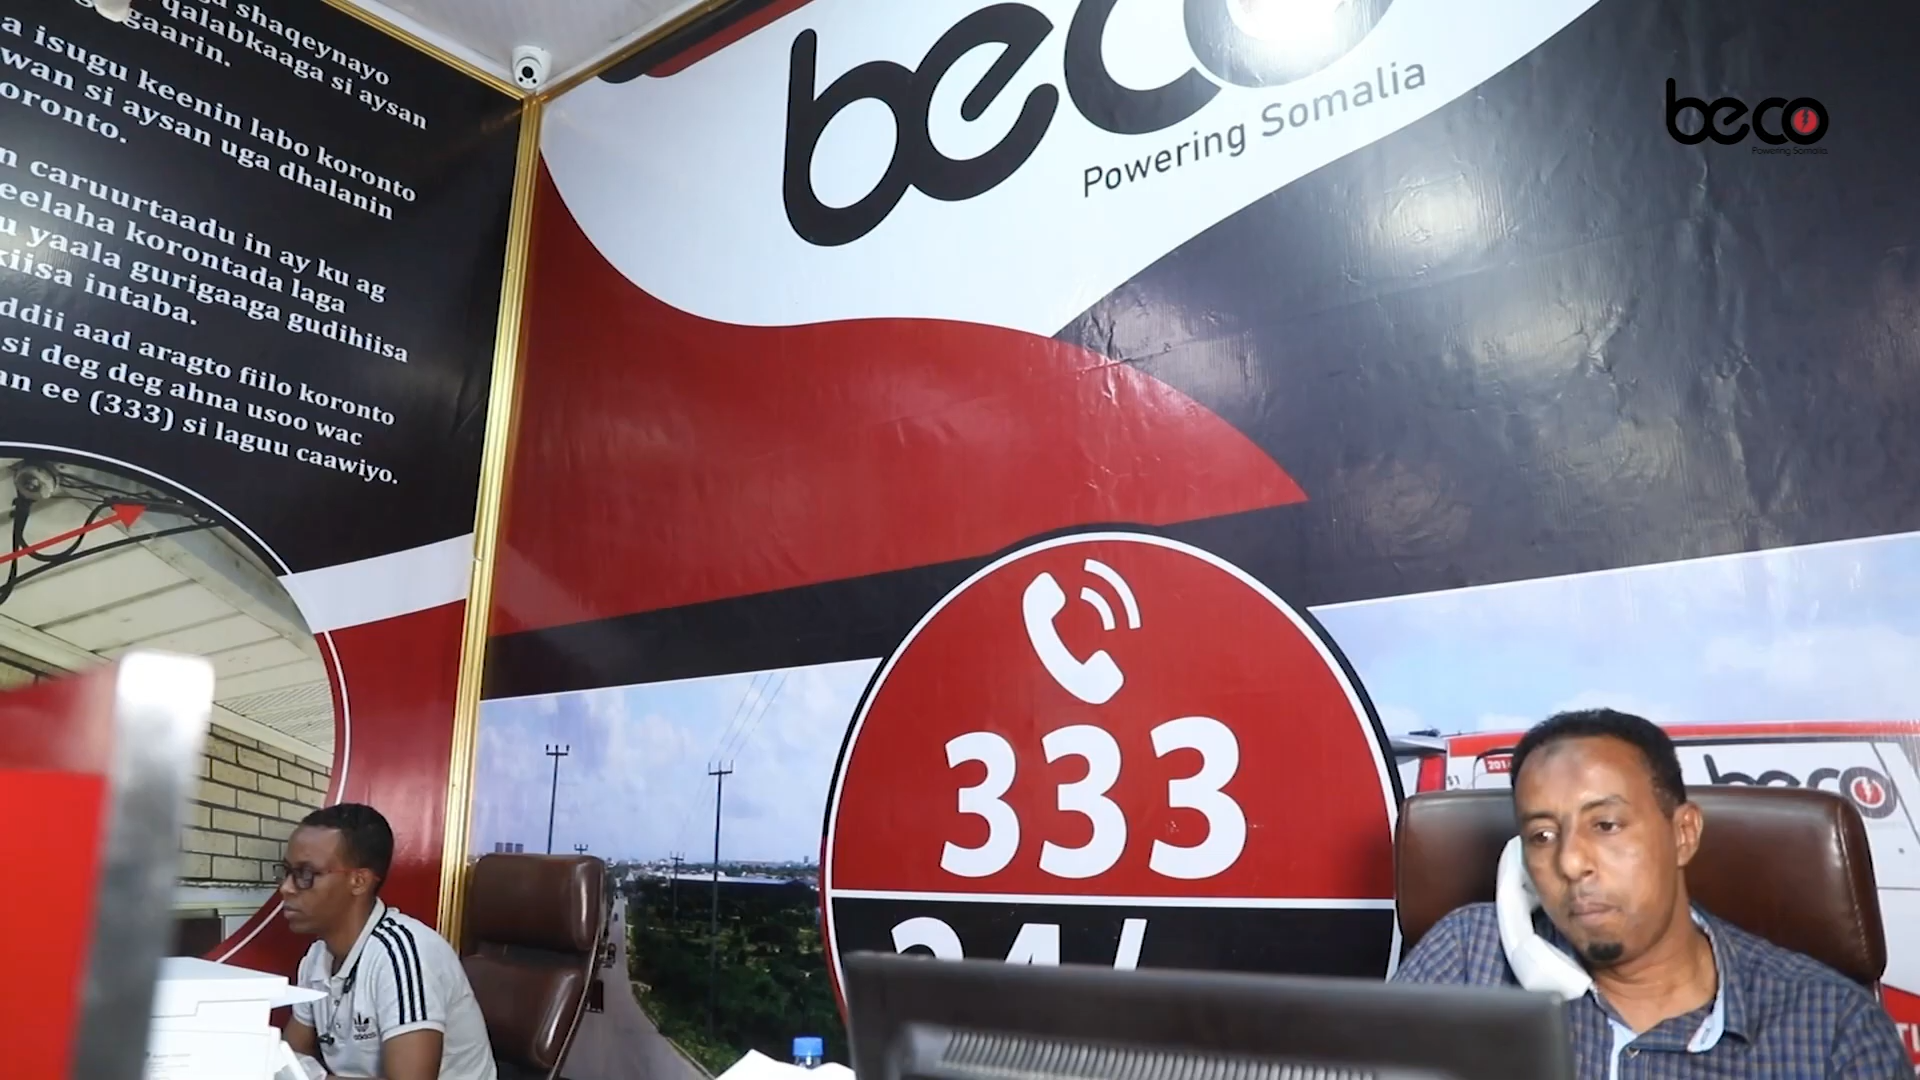 shaqeynayo
qalabkaaga si aysan
gaarin.
a isugu keenin labo koronto
wan si aysan uga dhalanin
oronto.
n caruurtaadu in ay ku ag
eelaha korontada laga
u yaala gurigaaga gudihiisa
kiisa intaba.
ddii aad aragto fiilo koronto
si deg deg ahna usoo wac
an ee (333) si laguu caawiyo.
beco
Powering Somalia
beco
Powering Somalia
333
24/
beco
adidas